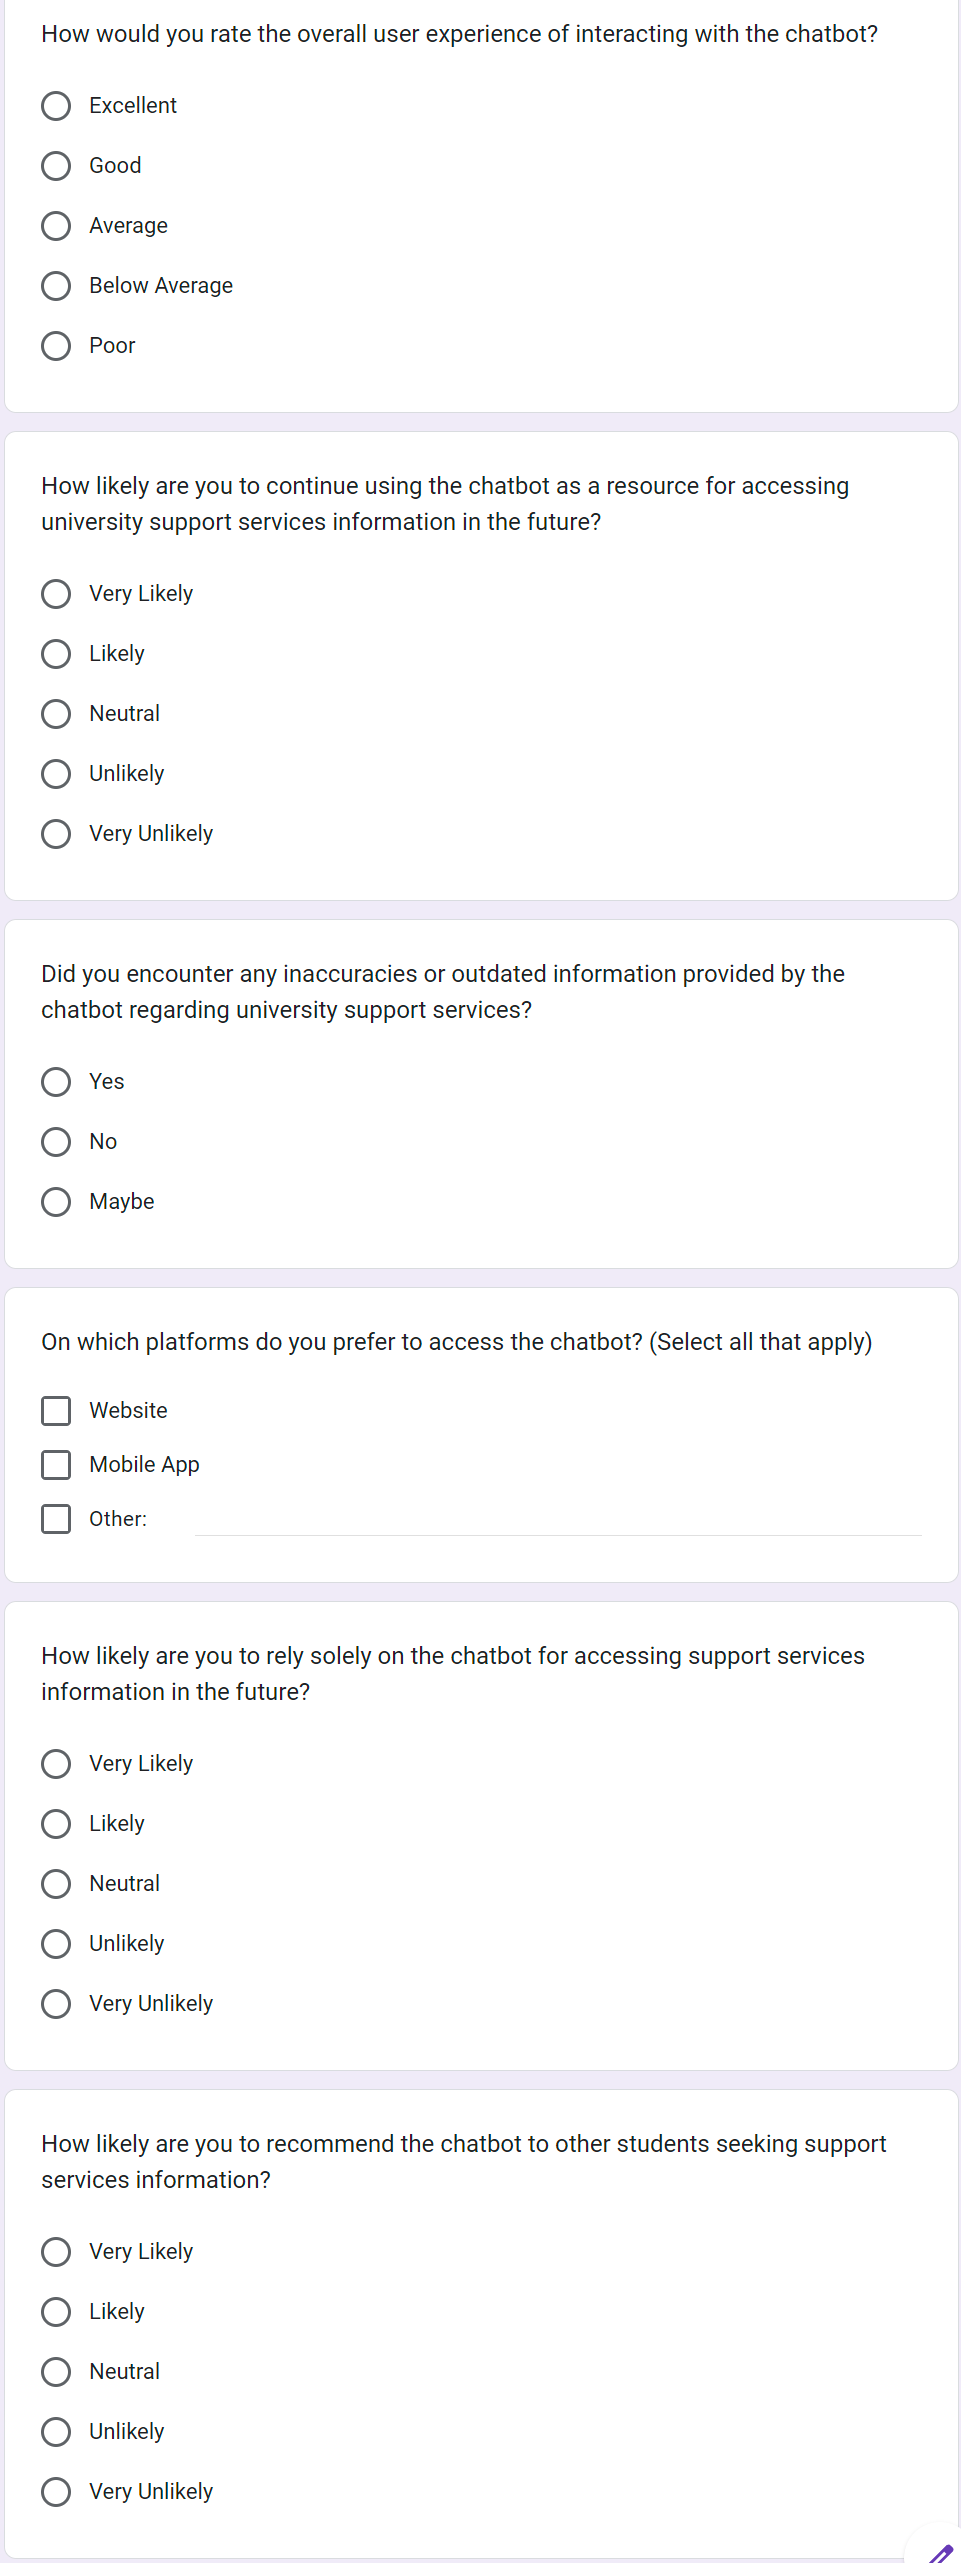 How would you rate the overall user experience of interacting with the chatbot?
Excellent
Good
Average
Below Average
Poor
How likely are you to continue using the chatbot as a resource for accessing
university support services information in the future?
Very Likely
Likely
Neutral
Unlikely
Very Unlikely
Did you encounter any inaccuracies or outdated information provided by the
chatbot regarding university support services?
Yes
No
Maybe
On which platforms do you prefer to access the chatbot? (Select all that apply)
Website
Mobile App
Other:
How likely are you to rely solely on the chatbot for accessing support services
information in the future?
Very Likely
Likely
Neutral
Unlikely
Very Unlikely
How likely are you to recommend the chatbot to other students seeking support
services information?
Very Likely
Likely
Neutral
Unlikely
Very Unlikely